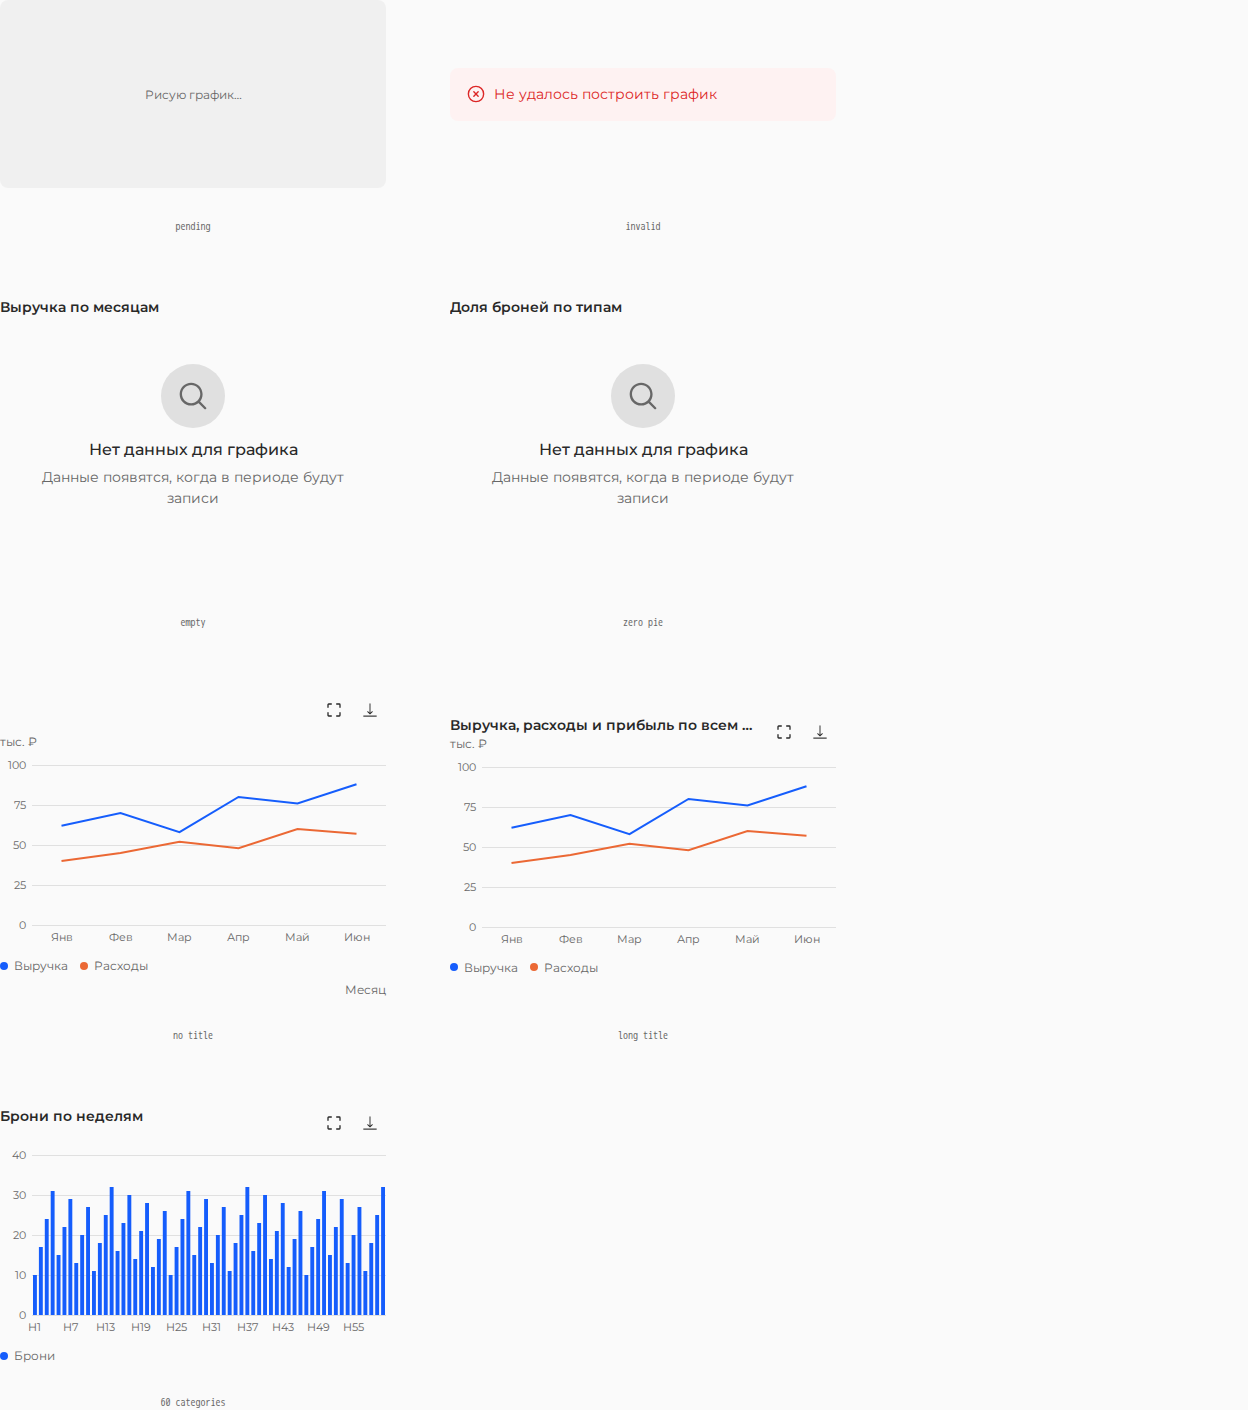 Рисую график...
Не удалось построить график
pending
invalid
Выручка по месяцам
Доля броней по типам
Нет данных для графика
Данные появятся, когда в периоде будут
записи
Нет данных для графика
Данные появятся, когда в периоде будут
записи
empty
zero pie
тыс. ₽
100
75
50
25
0
Янв Фев Мар Апр Май Июн
Выручка Расходы
Месяц
no title
Выручка, расходы и прибыль по всем ...
тыс. ₽
100
75
50
25
0
Янв Фев Мар Апр Май Июн
Выручка Расходы
long title
Брони по неделям
40
30
20
10
0
Н1 Н7 Н13 Н19 Н25 Н31 Н37 Н43 Н49 Н55
Брони
60 categories